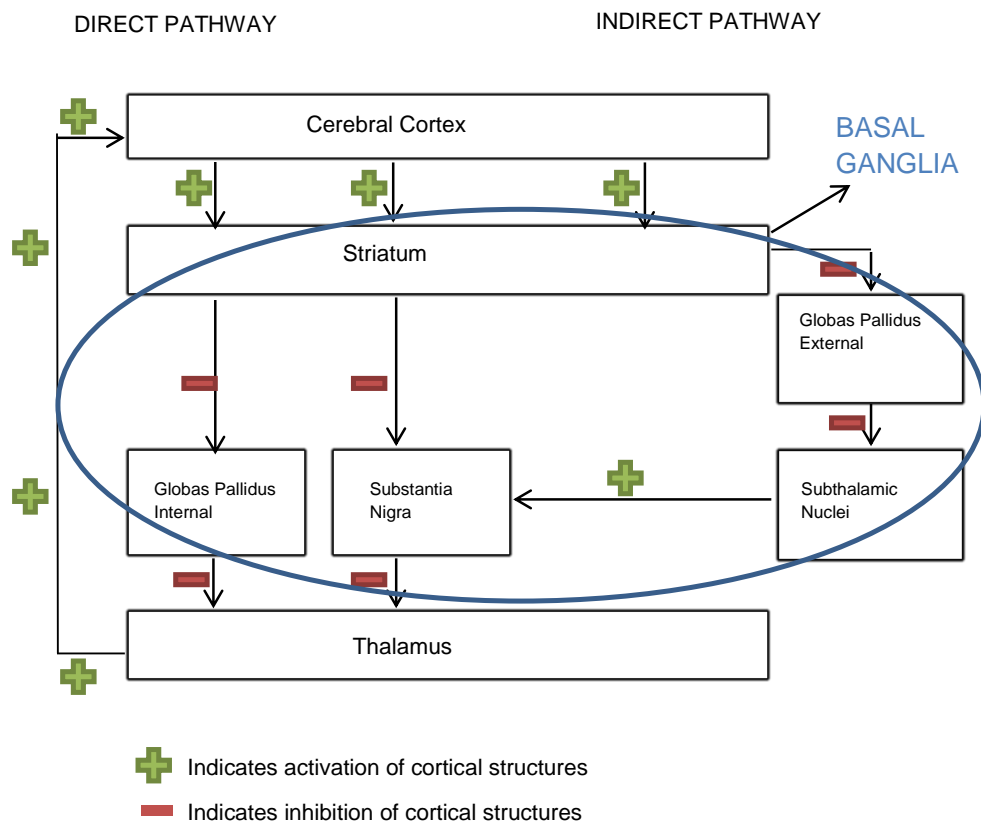 DIRECT PATHWAY
INDIRECT PATHWAY
Cerebral Cortex
BASAL
GANGLIA
Striatum
Globas Pallidus
External
Globas Pallidus
Internal
Substantia
Nigra
Subthalamic
Nuclei
Thalamus
Indicates activation of cortical structures
Indicates inhibition of cortical structures